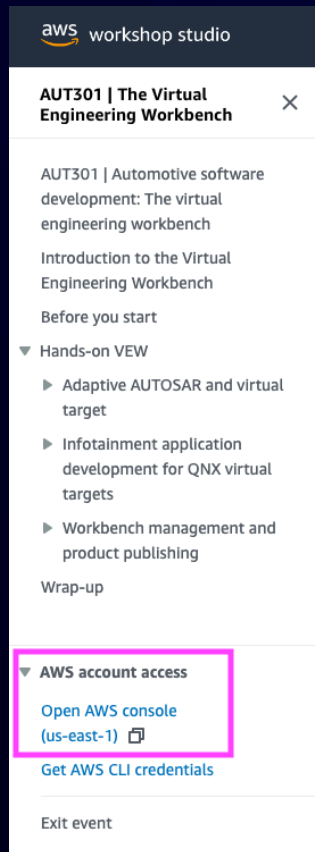 aws workshop studio
AUT301 | The Virtual
Engineering Workbench
AUT301 | Automotive software
development: The virtual
engineering workbench
Introduction to the Virtual
Engineering Workbench
Before you start
Hands-on VEW
Adaptive AUTOSAR and virtual
target
Infotainment application
development for QNX virtual
targets
Workbench management and
product publishing
Wrap-up
AWS account access
Open AWS console
(us-east-1)
Get AWS CLI credentials
Exit event